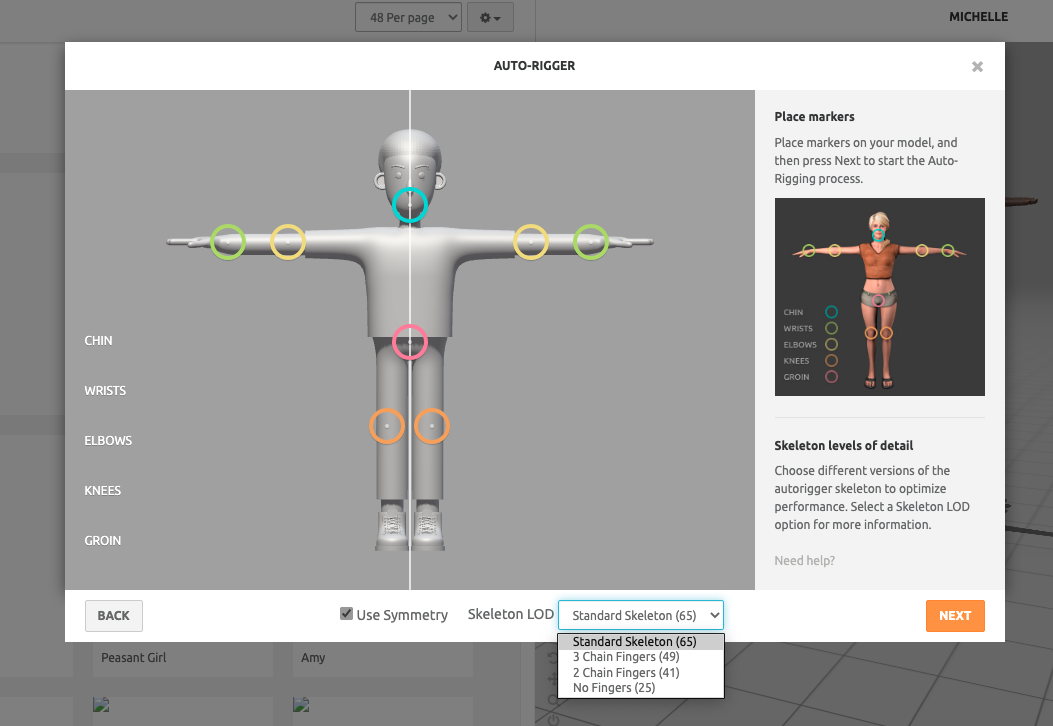 48 Per page
MICHELLE
AUTO-RIGGER
Place markers
Place markers on your model, and
then press Next to start the Auto-
Rigging process.
CHIN
WRISTS
ELBOWS
KNEES
GROIN
CHIN
WRISTS
ELBOWS
KNEES
GROIN
Skeleton levels of detail
Choose different versions of the
autorigger skeleton to optimize
performance. Select a Skeleton LOD
option for more information.
Need help?
BACK
Use Symmetry
Skeleton LOD
Standard Skeleton (65)
NEXT
Standard Skeleton (65)
3 Chain Fingers (49)
2 Chain Fingers (41)
No Fingers (25)
Peasant Girl
Amy